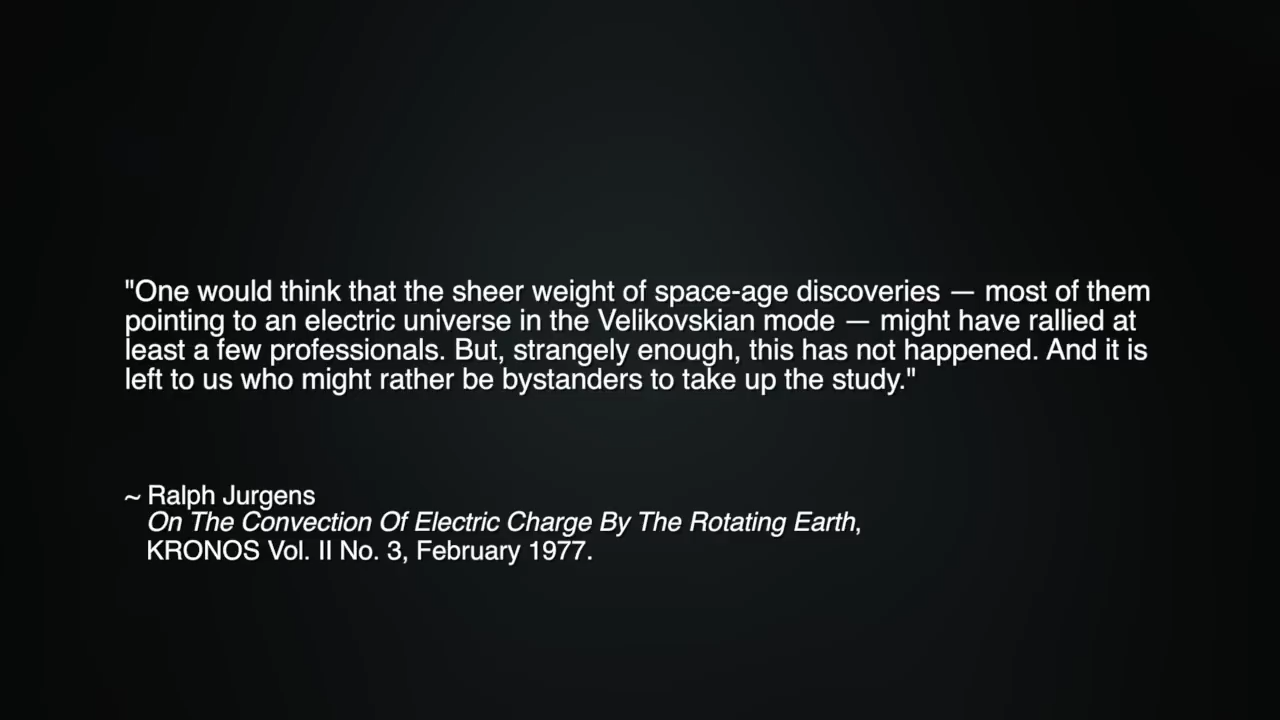 "One would think that the sheer weight of space-age discoveries — most of them
pointing to an electric universe in the Velikovskian mode — might have rallied at
least a few professionals. But, strangely enough, this has not happened. And it is
left to us who might rather be bystanders to take up the study."
~ Ralph Jurgens
On The Convection Of Electric Charge By The Rotating Earth,
KRONOS Vol. II No. 3, February 1977.